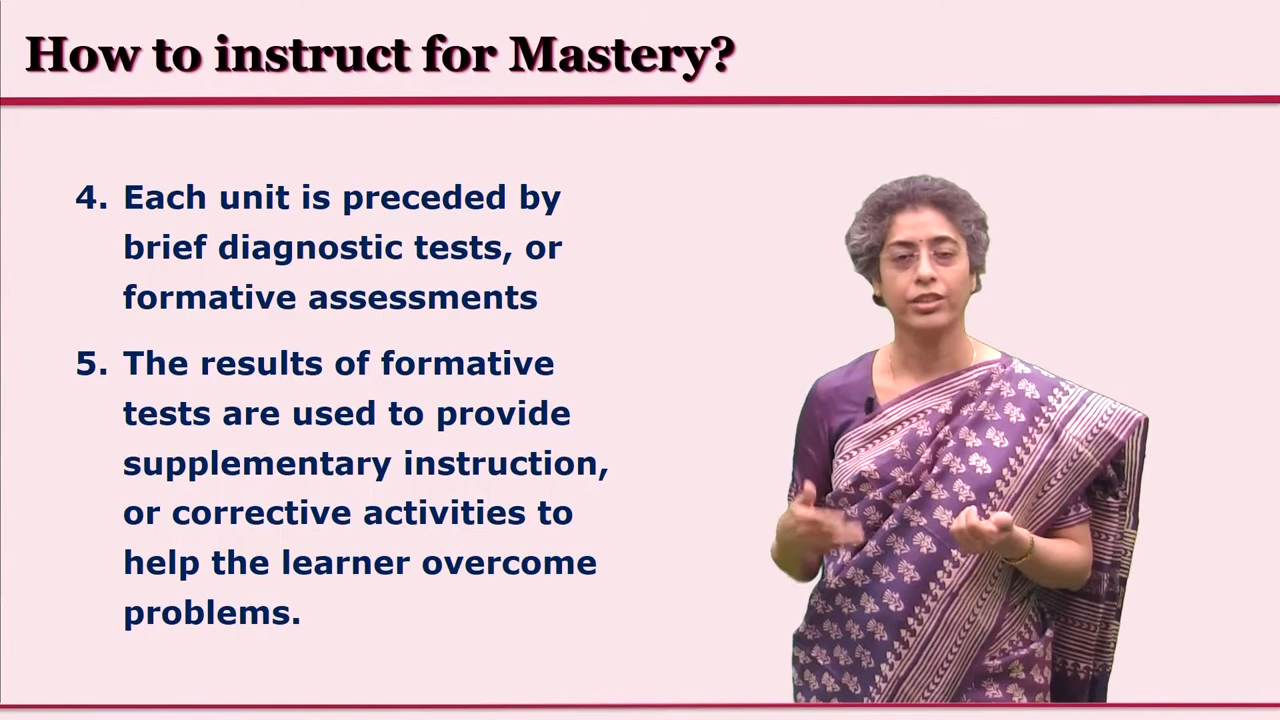 How to instruct for Mastery?
4. Each unit is preceded by
brief diagnostic tests, or
formative assessments
5. The results of formative
tests are used to provide
supplementary instruction,
or corrective activities to
help the learner overcome
problems.